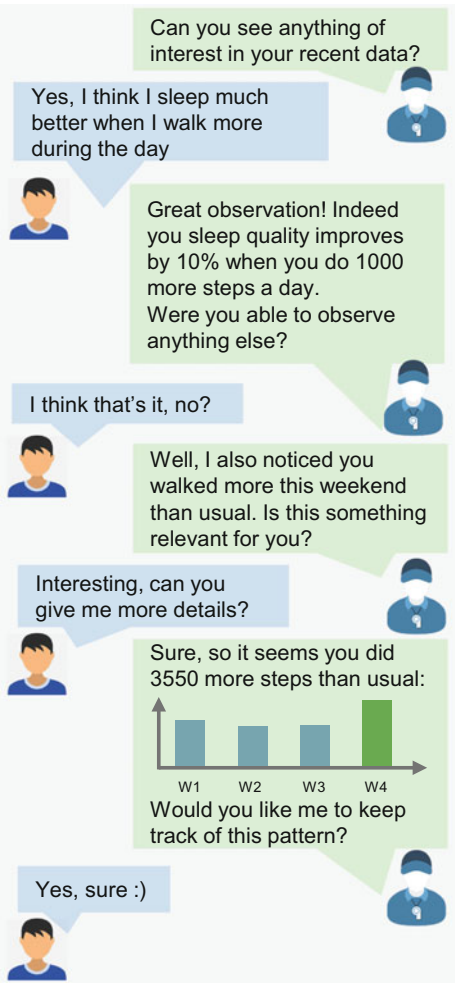 Can you see anything of
interest in your recent data?
Yes, I think I sleep much
better when I walk more
during the day
Great observation! Indeed
you sleep quality improves
by 10% when you do 1000
more steps a day.
Were you able to observe
anything else?
I think that's it, no?
Well, I also noticed you
walked more this weekend
than usual. Is this something
relevant for you?
Interesting, can you
give me more details?
Sure, so it seems you did
3550 more steps than usual:
W1 W2 W3 W4
Would you like me to keep
track of this pattern?
Yes, sure :)